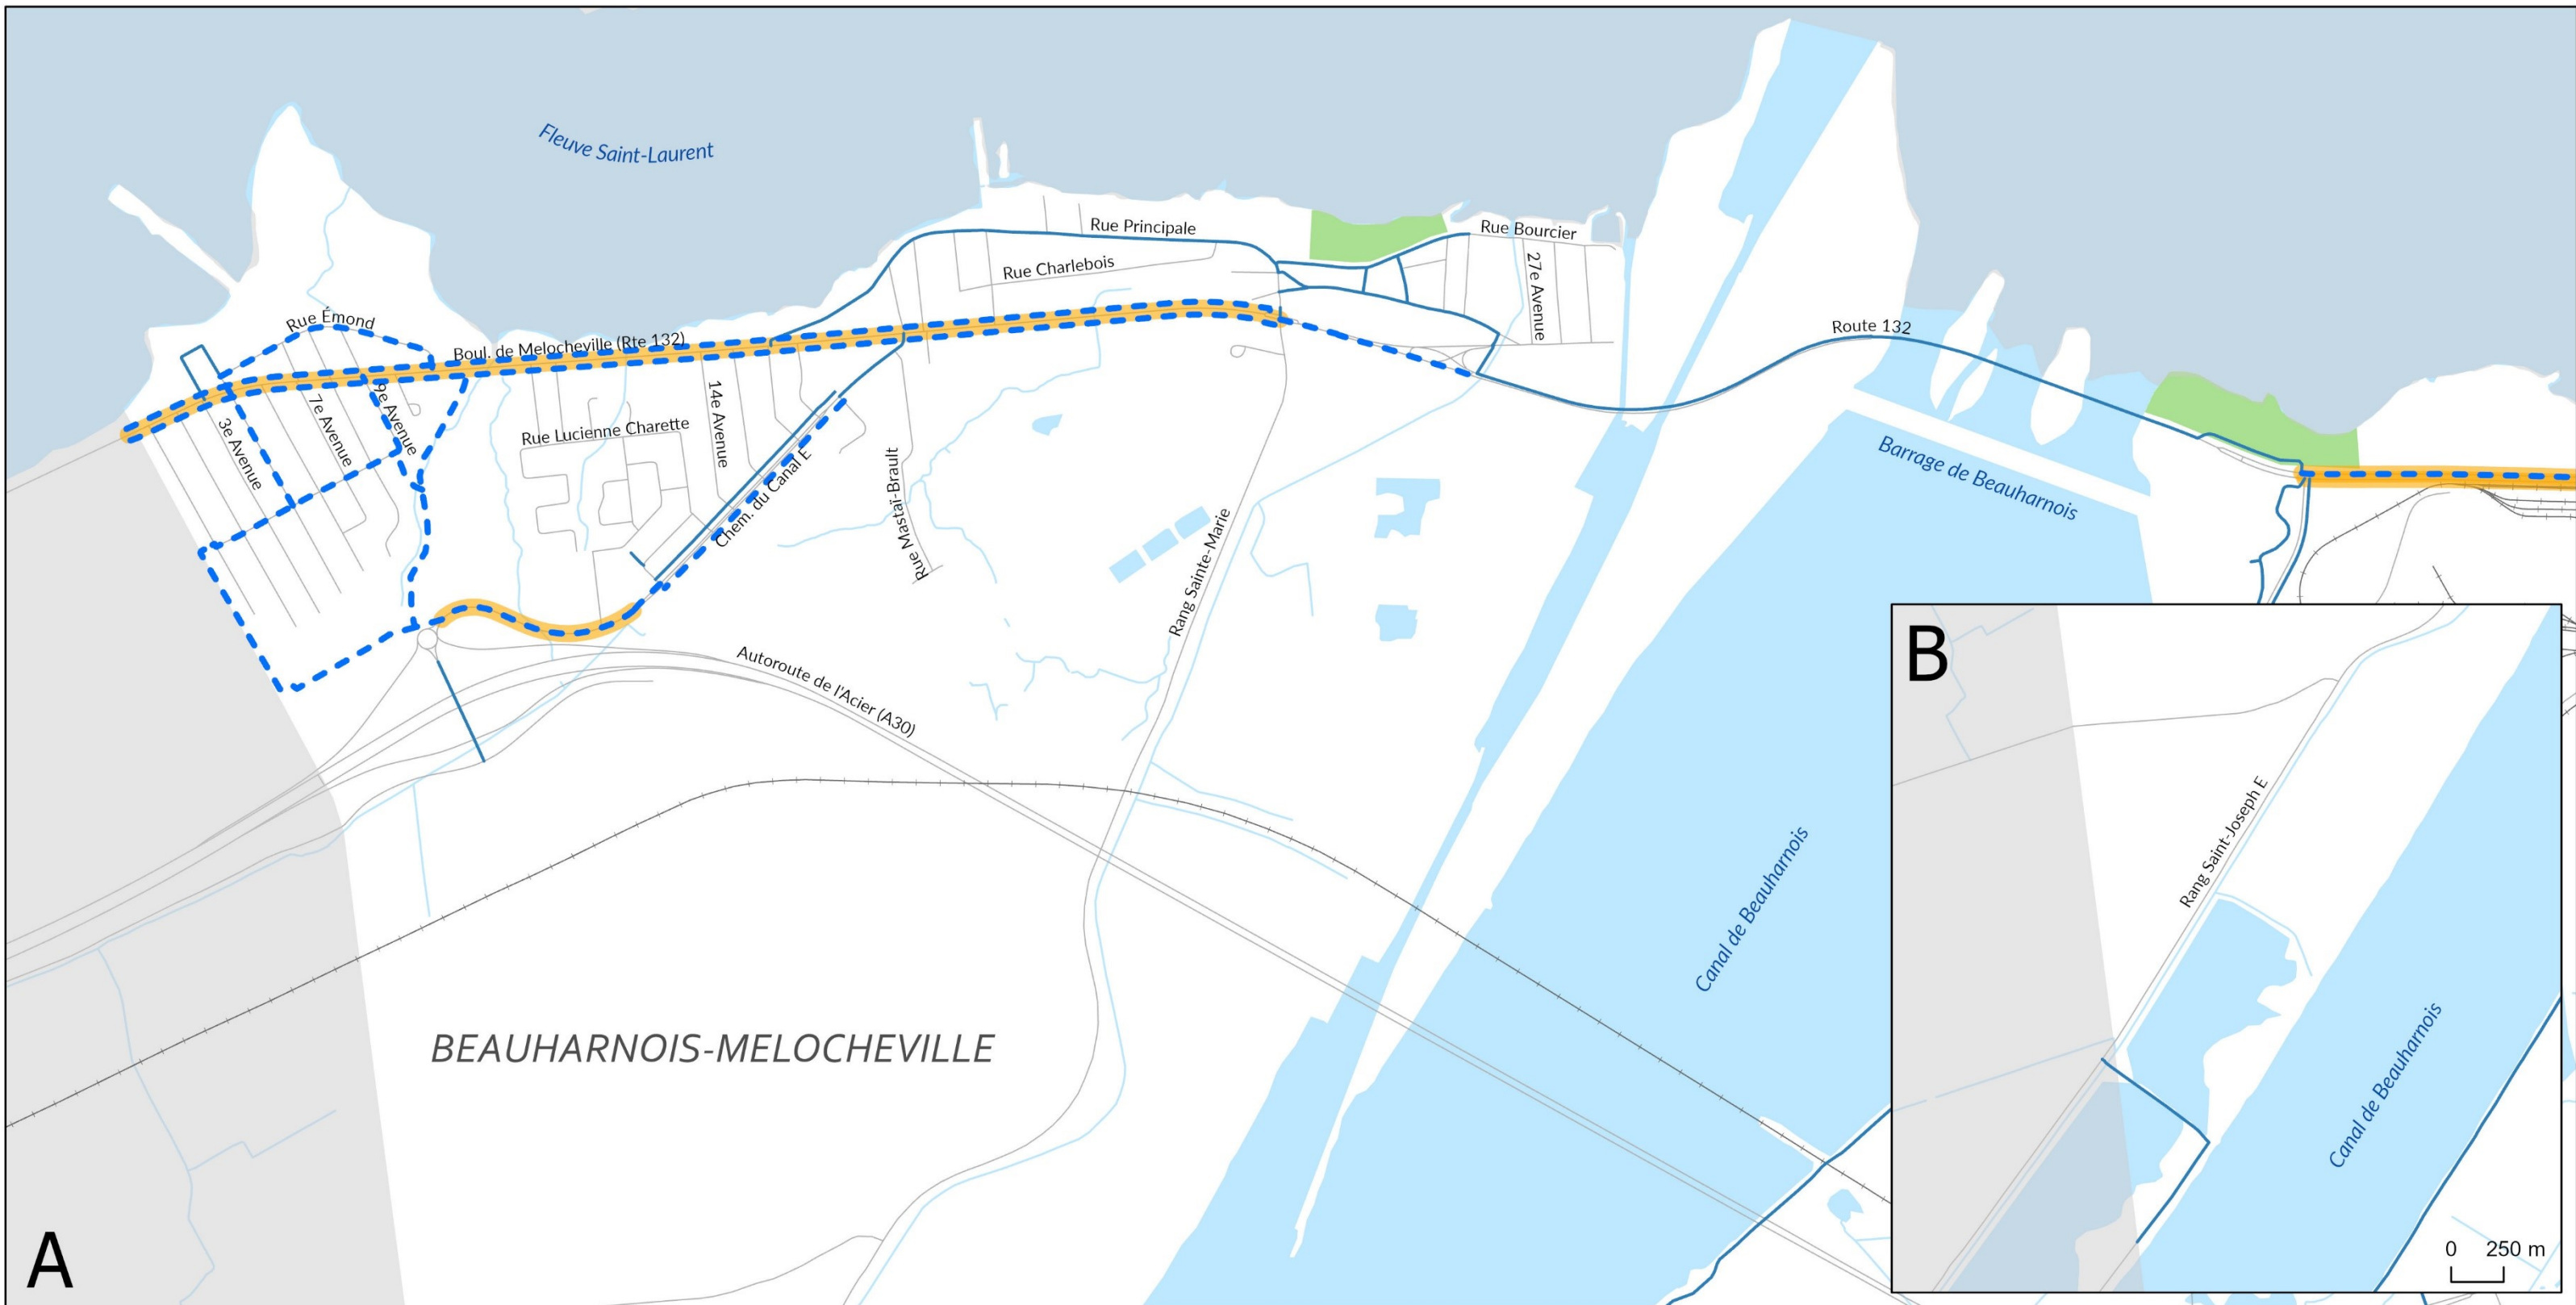 Fleuve Saint-Laurent
Rue Principale
Rue Bourcier
Rue Charlebois
27e Avenue
Rue Émond
Boul. de Melocheville (Rte 132)
Route 132
3e Avenue
7e Avenue
9e Avenue
14e Avenue
Rue Lucienne Charette
Chem. du Canal E
Rue Mastaï-Brault
Rang Sainte-Marie
Barrage de Beauharnois
Autoroute de l'Acier (A30)
Canal de Beauharnois
BEAUHARNOIS-MELOCHEVILLE
A
B
Rang Saint-Joseph E
Canal de Beauharnois
0 250 m